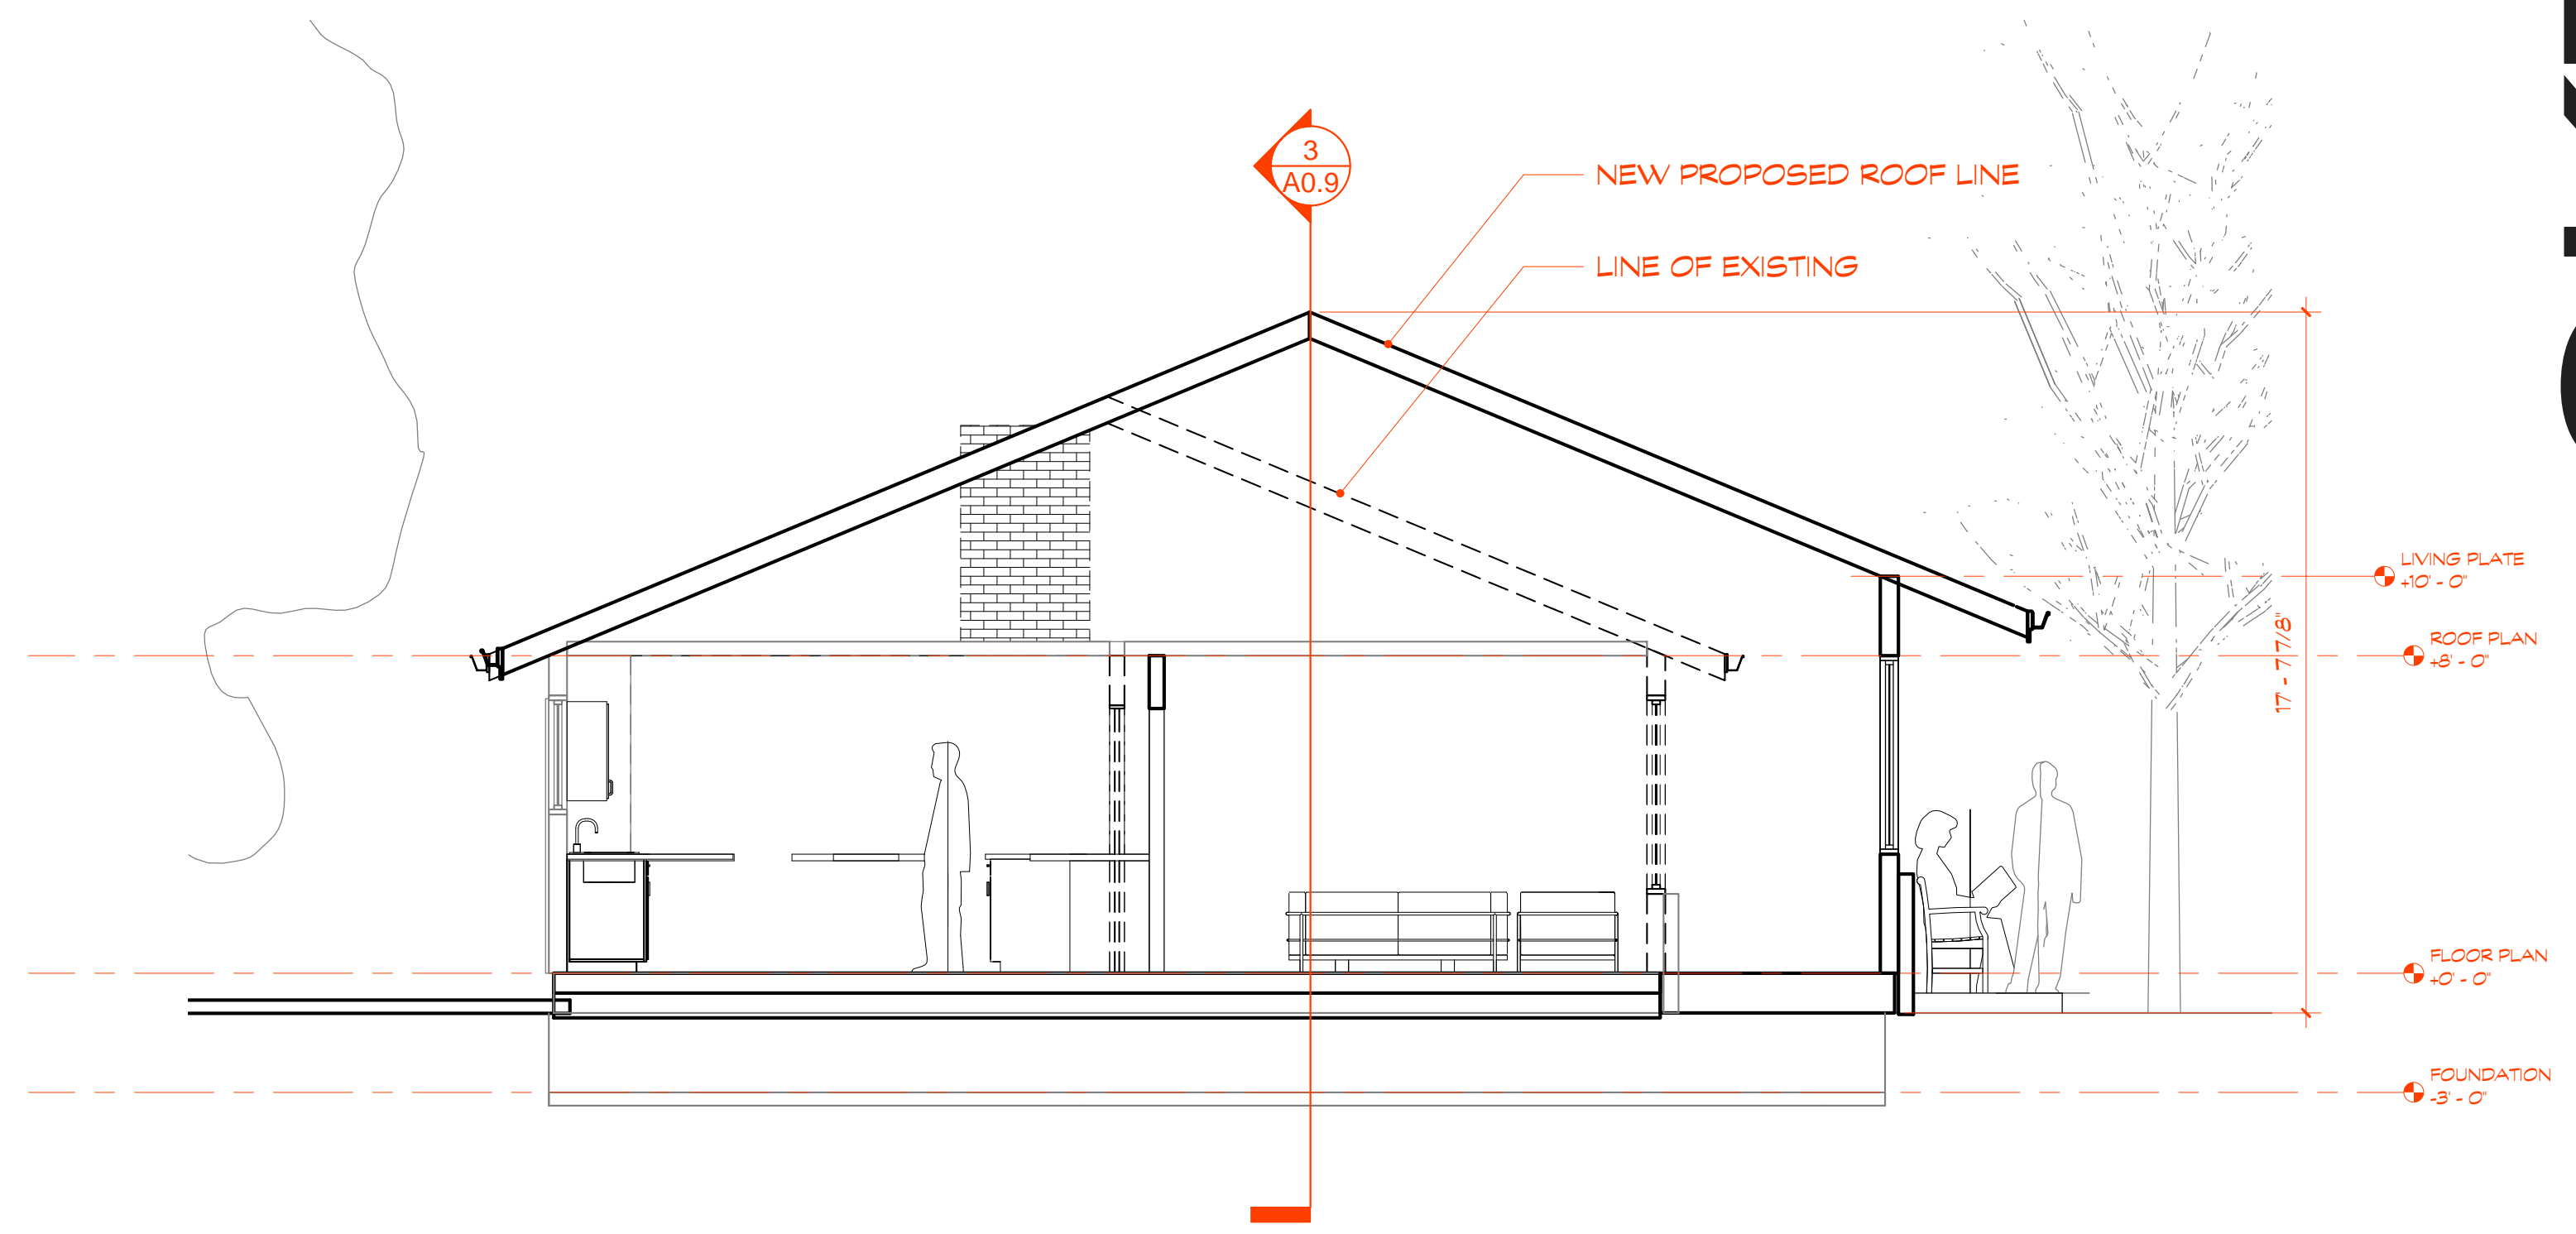 3
A0.9
NEW PROPOSED ROOF LINE
LINE OF EXISTING
LIVING PLATE
+10' - 0"
ROOF PLAN
+8' - 0"
17' - 7 7/8"
FLOOR PLAN
+0' - 0"
FOUNDATION
-3' - 0"